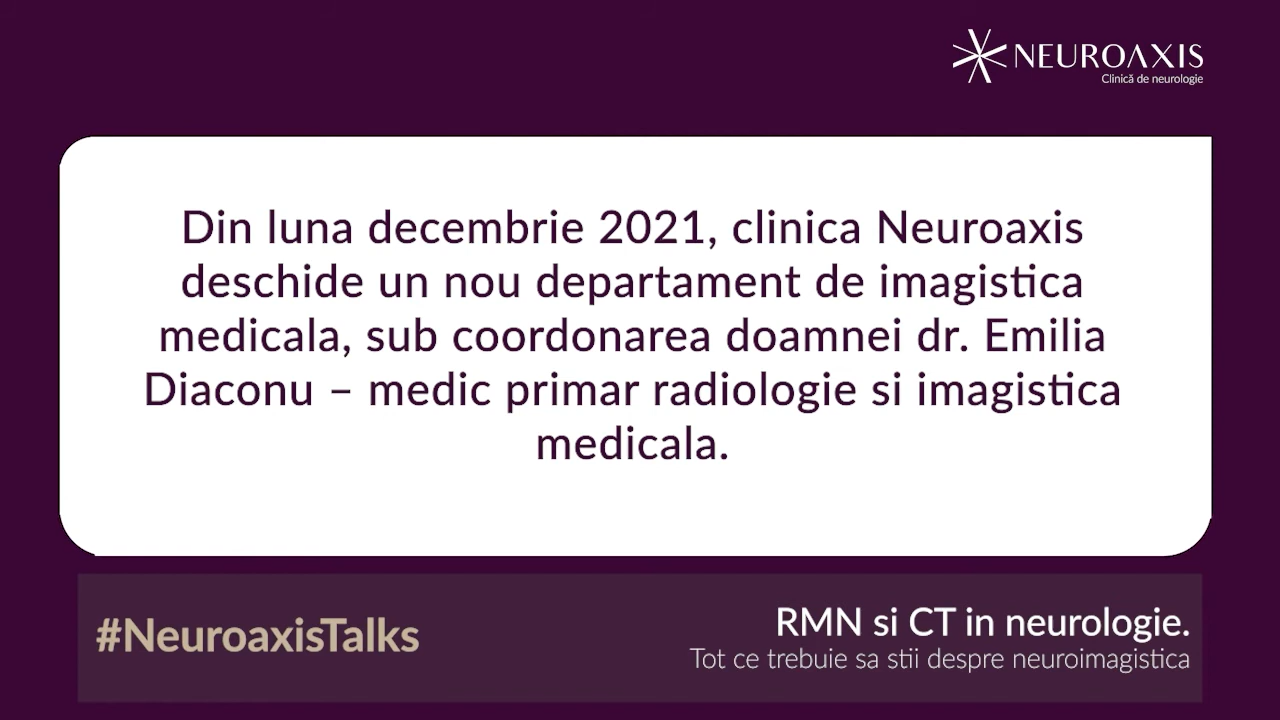 NEUROAXIS
Clinică de neurologie
Din luna decembrie 2021, clinica Neuroaxis
deschide un nou departament de imagistica
medicala, sub coordonarea doamnei dr. Emilia
Diaconu – medic primar radiologie si imagistica
medicala.
#NeuroaxisTalks
RMN si CT in neurologie.
Tot ce trebuie sa stii despre neuroimagistica